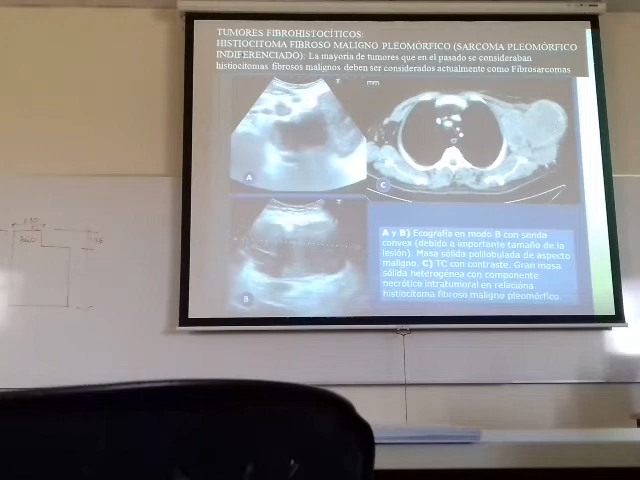 TUMORES FIBROHISTOCÍTICOS:
HISTIOCITOMA FIBROSO MALIGNO PLEOMÓRFICO (SARCOMA PLEOMÓRFICO
INDIFERENCIADO): La mayoría de tumores que en el pasado se consideraban
histiocitomas fibrosos malignos deben ser considerados actualmente como Fibrosarcomas
mm
A
C
B
A y B) Ecografía en modo B con sonda
convex (debido a importante tamaño de la
lesión). Masa sólida polilobulada de aspecto
maligno. C) TC con contraste. Gran masa
sólida heterogénea con componente
necrótico intratumoral en relaciona
histiocitoma fibroso maligno pleomórfico.